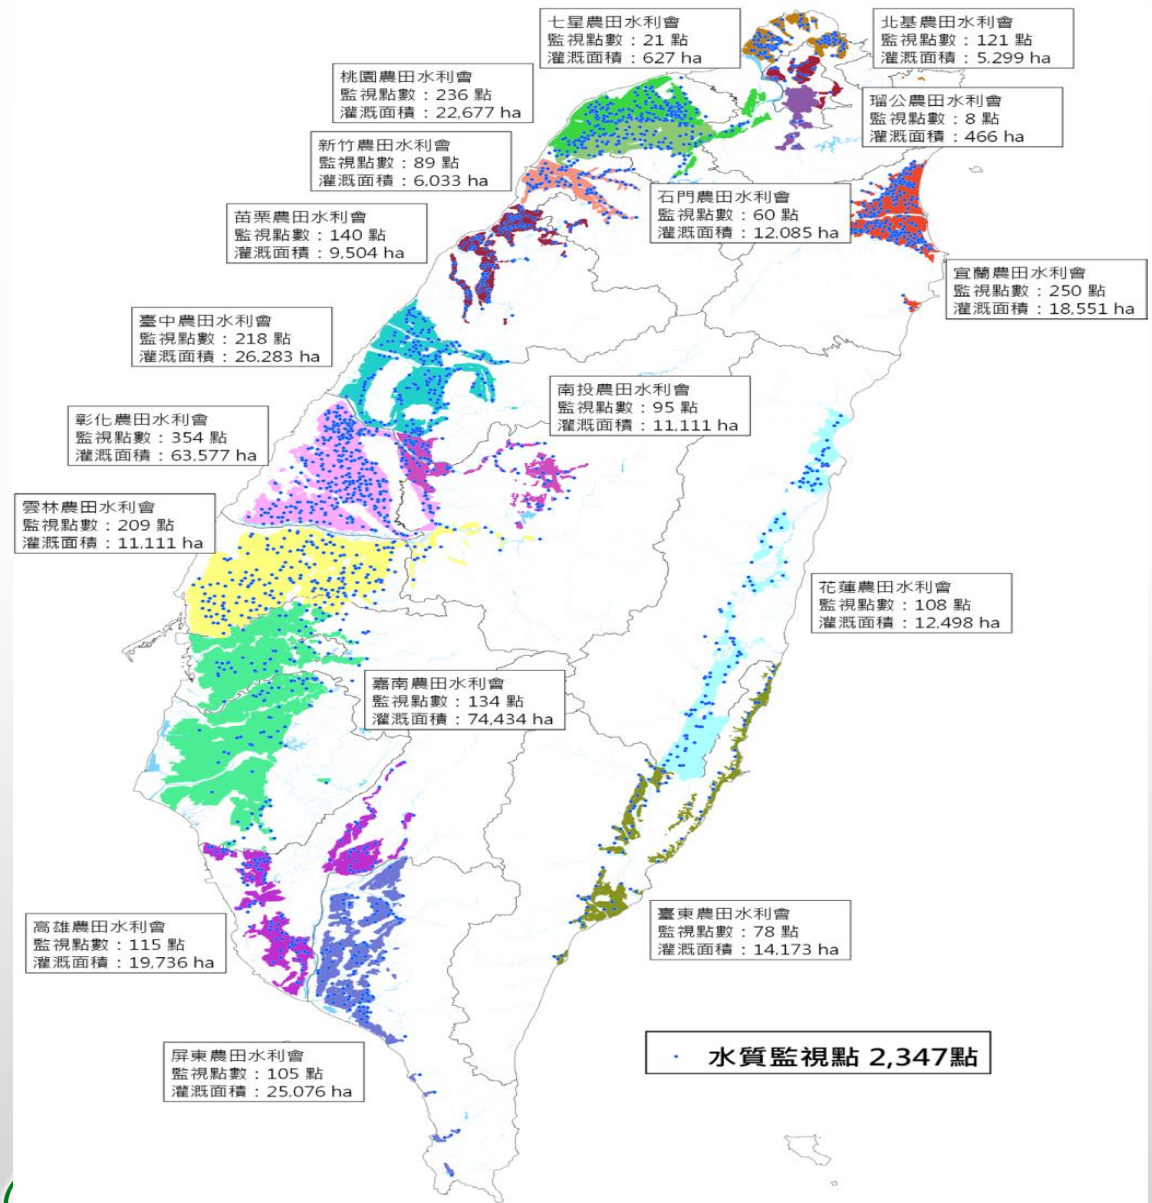 七星農田水利會
監視點數：21 點
灌溉面積：627 ha
北基農田水利會
監視點數：121 點
灌溉面積：5,299 ha
桃園農田水利會
監視點數：236 點
灌溉面積：22,677 ha
瑠公農田水利會
監視點數：8 點
灌溉面積：466 ha
新竹農田水利會
監視點數：89 點
灌溉面積：6,033 ha
石門農田水利會
監視點數：60 點
灌溉面積：12,085 ha
苗栗農田水利會
監視點數：140 點
灌溉面積：9,504 ha
宜蘭農田水利會
監視點數：250 點
灌溉面積：18,551 ha
臺中農田水利會
監視點數：218 點
灌溉面積：26,283 ha
南投農田水利會
監視點數：95 點
灌溉面積：11,111 ha
彰化農田水利會
監視點數：354 點
灌溉面積：63,577 ha
雲林農田水利會
監視點數：209 點
灌溉面積：11,111 ha
花蓮農田水利會
監視點數：108 點
灌溉面積：12,498 ha
嘉南農田水利會
監視點數：134 點
灌溉面積：74,434 ha
臺東農田水利會
監視點數：78 點
灌溉面積：14,173 ha
高雄農田水利會
監視點數：115 點
灌溉面積：19,736 ha
屏東農田水利會
監視點數：105 點
灌溉面積：25,076 ha
水質監視點 2,347點